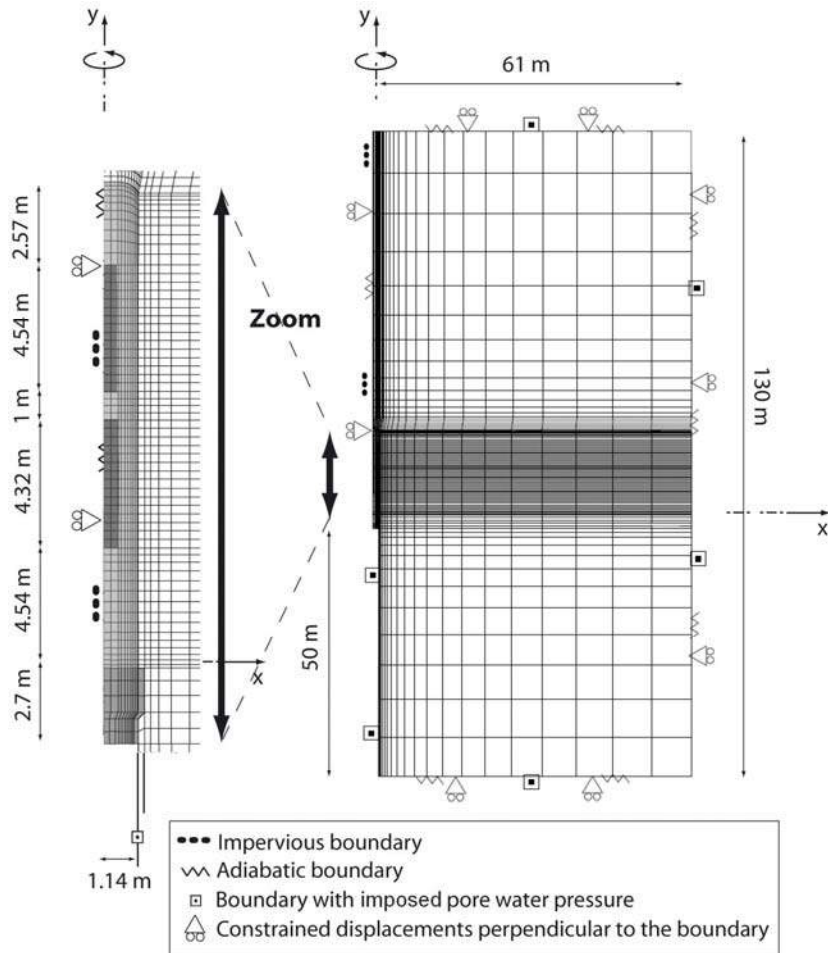 y
y
61 m
2.57 m
4.54 m
1 m
4.32 m
4.54 m
2.7 m
Zoom
130 m
x
x
50 m
1.14 m
Impervious boundary
Adiabatic boundary
Boundary with imposed pore water pressure
Constrained displacements perpendicular to the boundary